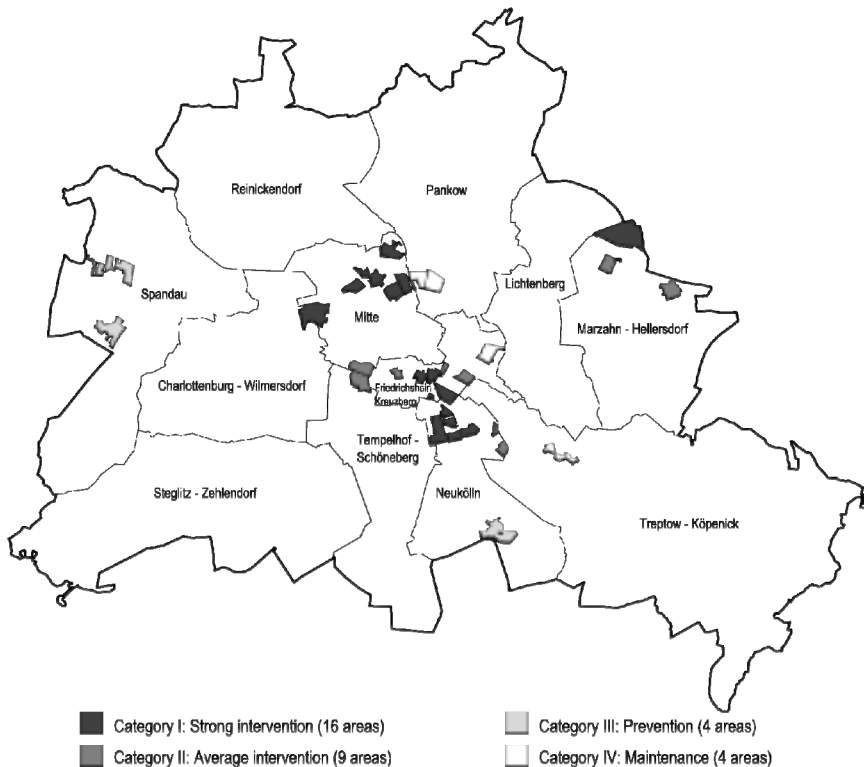 Reinickendorf
Pankow
Spandau
Lichtenberg
Mitte
Marzahn - Hellersdorf
Charlottenburg - Wilmersdorf
Friedrichshain
Kreuzberg
Tempelhof -
Schöneberg
Steglitz - Zehlendorf
Neukölln
Treptow - Köpenick
Category I: Strong intervention (16 areas)
Category III: Prevention (4 areas)
Category II: Average intervention (9 areas)
Category IV: Maintenance (4 areas)